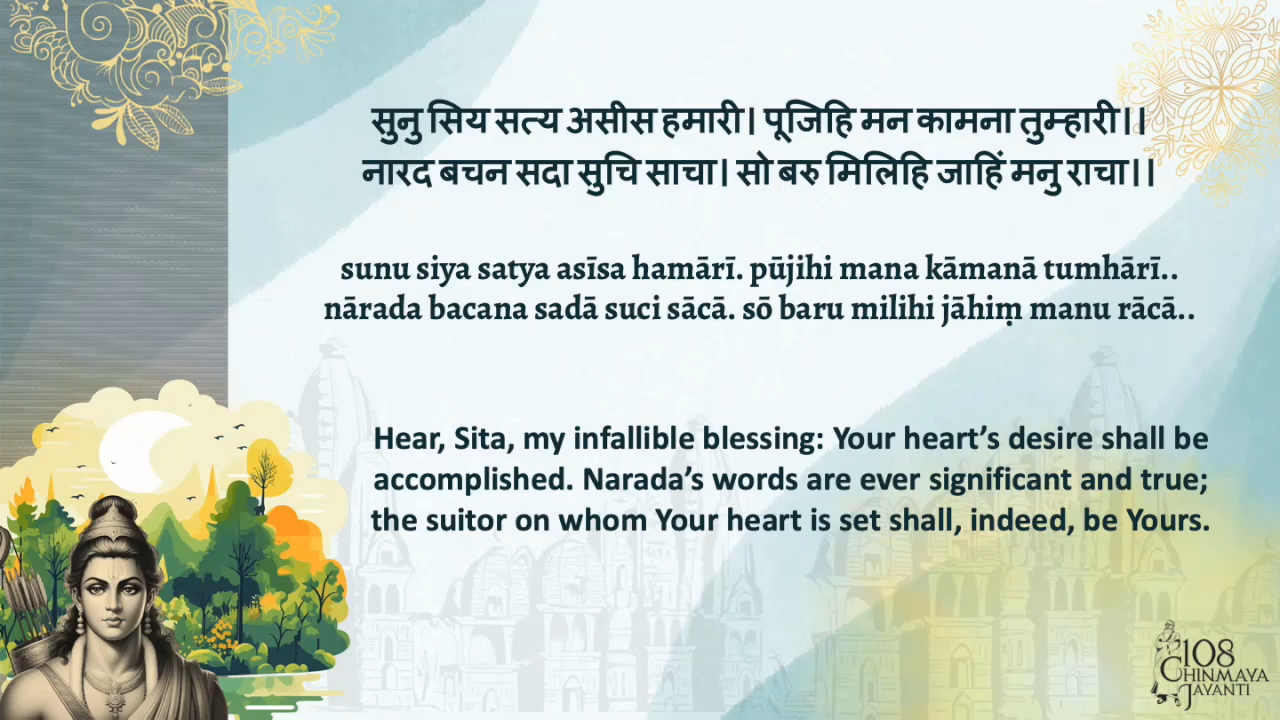 सुनु सिय सत्य असीस हमारी। पूजिहि मन कामना तुम्हारी।।
नारद बचन सदा सुचि साचा। सो बरु मिलिहि जाहिं मनु राचा।।
sunu siya satya asīsa hamārī. pūjihi mana kāmanā tumhārī..
nārada bacana sadā suci sācā. sō baru milihi jāhiṃ manu rācā..
Hear, Sita, my infallible blessing: Your heart’s desire shall be
accomplished. Narada’s words are ever significant and true;
the suitor on whom Your heart is set shall, indeed, be Yours.
108
CHINMAYA
JAYANTI